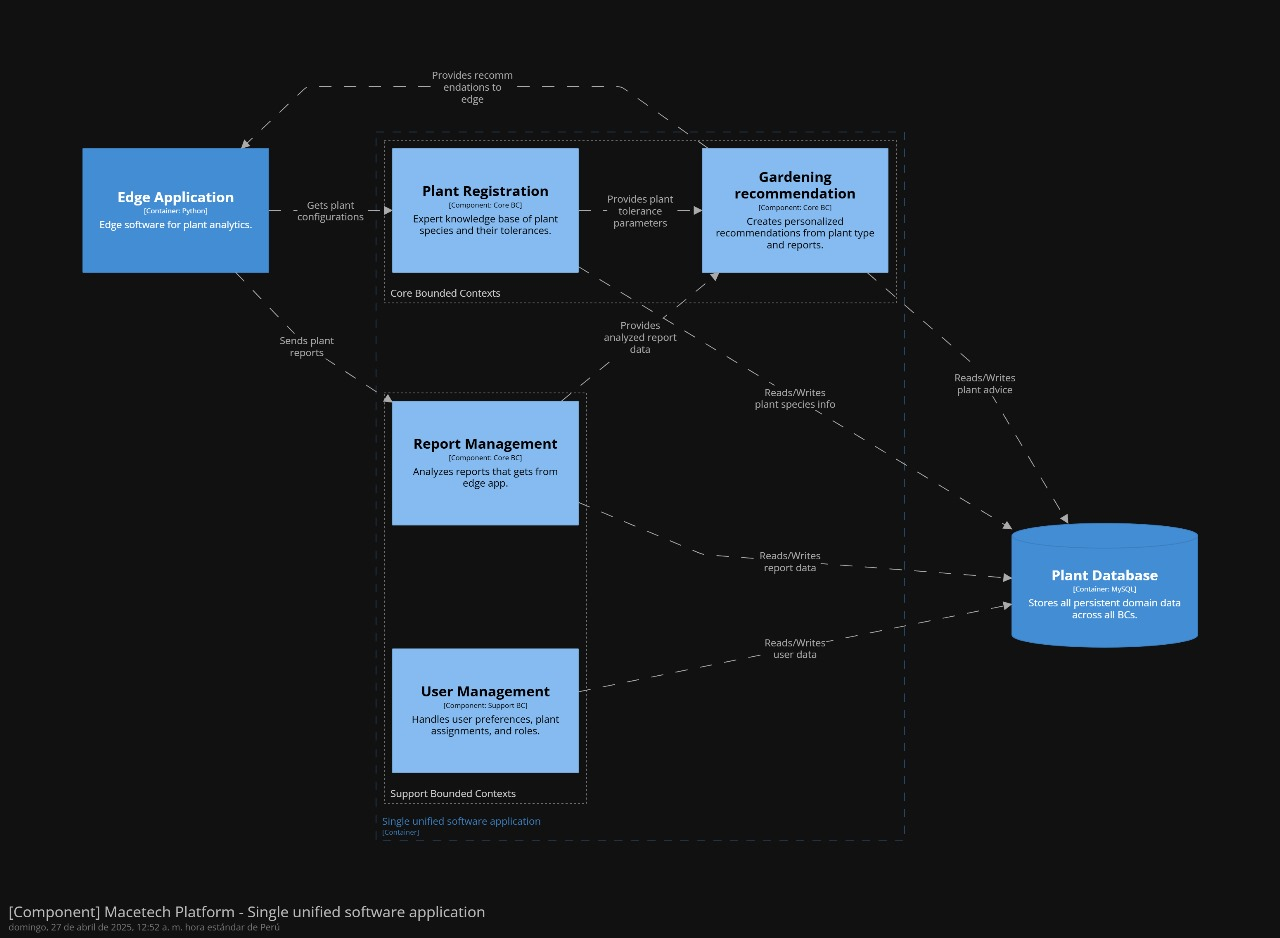 Provides recomm
endations to
edge
Edge Application
[Container: Python]
Edge software for plant analytics.
Gets plant
configurations
Plant Registration
[Component: Core BC]
Expert knowledge base of plant
species and their tolerances.
Provides plant
tolerance
parameters
Gardening
recommendation
[Component: Core BC]
Creates personalized
recommendations from plant type
and reports.
Core Bounded Contexts
Sends plant
reports
Provides
analyzed report
data
Reads/Writes
plant species info
Reads/Writes
plant advice
Report Management
[Component: Core BC]
Analyzes reports that gets from
edge app.
Reads/Writes
report data
Plant Database
[Container: MySQL]
Stores all persistent domain data
across all BCs.
Reads/Writes
user data
User Management
[Component: Support BC]
Handles user preferences, plant
assignments, and roles.
Support Bounded Contexts
Single unified software application
[Container]
[Component] Macetech Platform - Single unified software application
domingo, 27 de abril de 2025, 12:52 a. m. hora estándar de Perú